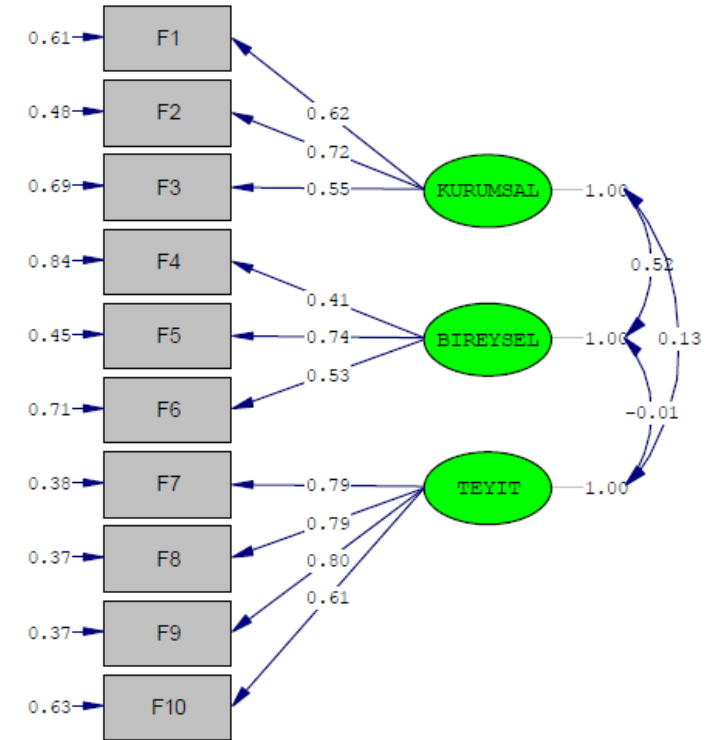 0.61 F1
0.62
0.48 F2
0.72
0.69 F3 0.55 KURUMSAL 1.00
0.84 F4
0.52
0.41
0.45 F5 0.74 BIREYSEL 1.00 0.13
0.53
0.71 F6
-0.01
0.38 F7 0.79 TEYIT 1.00
0.79
0.37 F8
0.80
0.61
0.37 F9
0.63 F10